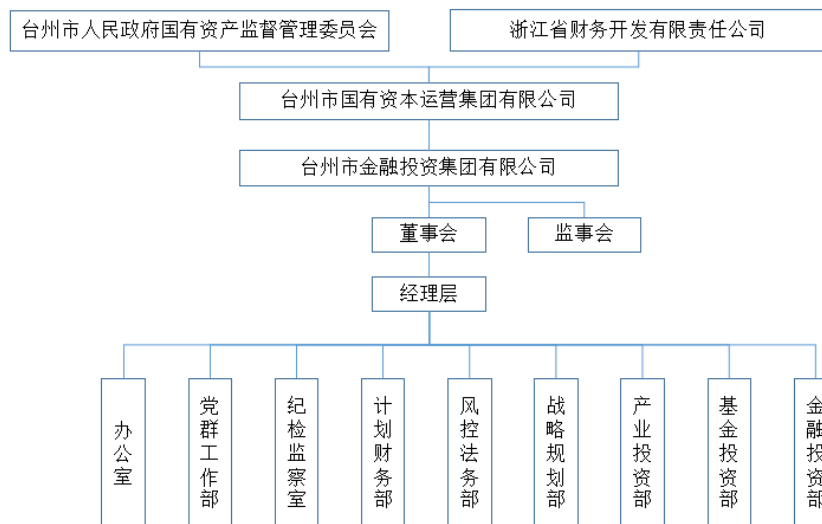 台州市人民政府国有资产监督管理委员会
浙江省财务开发有限责任公司
台州市国有资本运营集团有限公司
台州市金融投资集团有限公司
董事会
监事会
经理层
办公室
党群工作部
纪检监察室
计划财务部
风控法务部
战略规划部
产业投资部
基金投资部
金融投资部